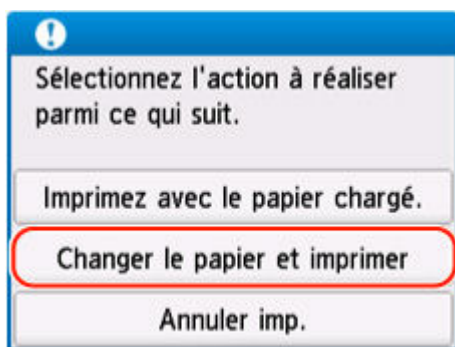 Sélectionnez l'action à réaliser
parmi ce qui suit.
Imprimez avec le papier chargé.
Changer le papier et imprimer
Annuler imp.